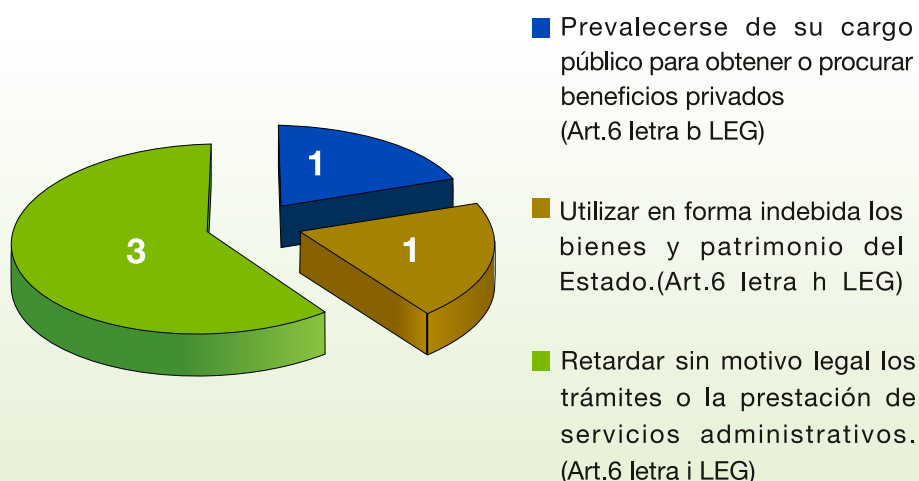 Prevalecerse de su cargo
público para obtener o procurar
beneficios privados
(Art.6 letra b LEG)
1
Utilizar en forma indebida los
bienes y patrimonio del
Estado.(Art.6 letra h LEG)
3
1
Retardar sin motivo legal los
trámites o la prestación de
servicios administrativos.
(Art.6 letra i LEG)